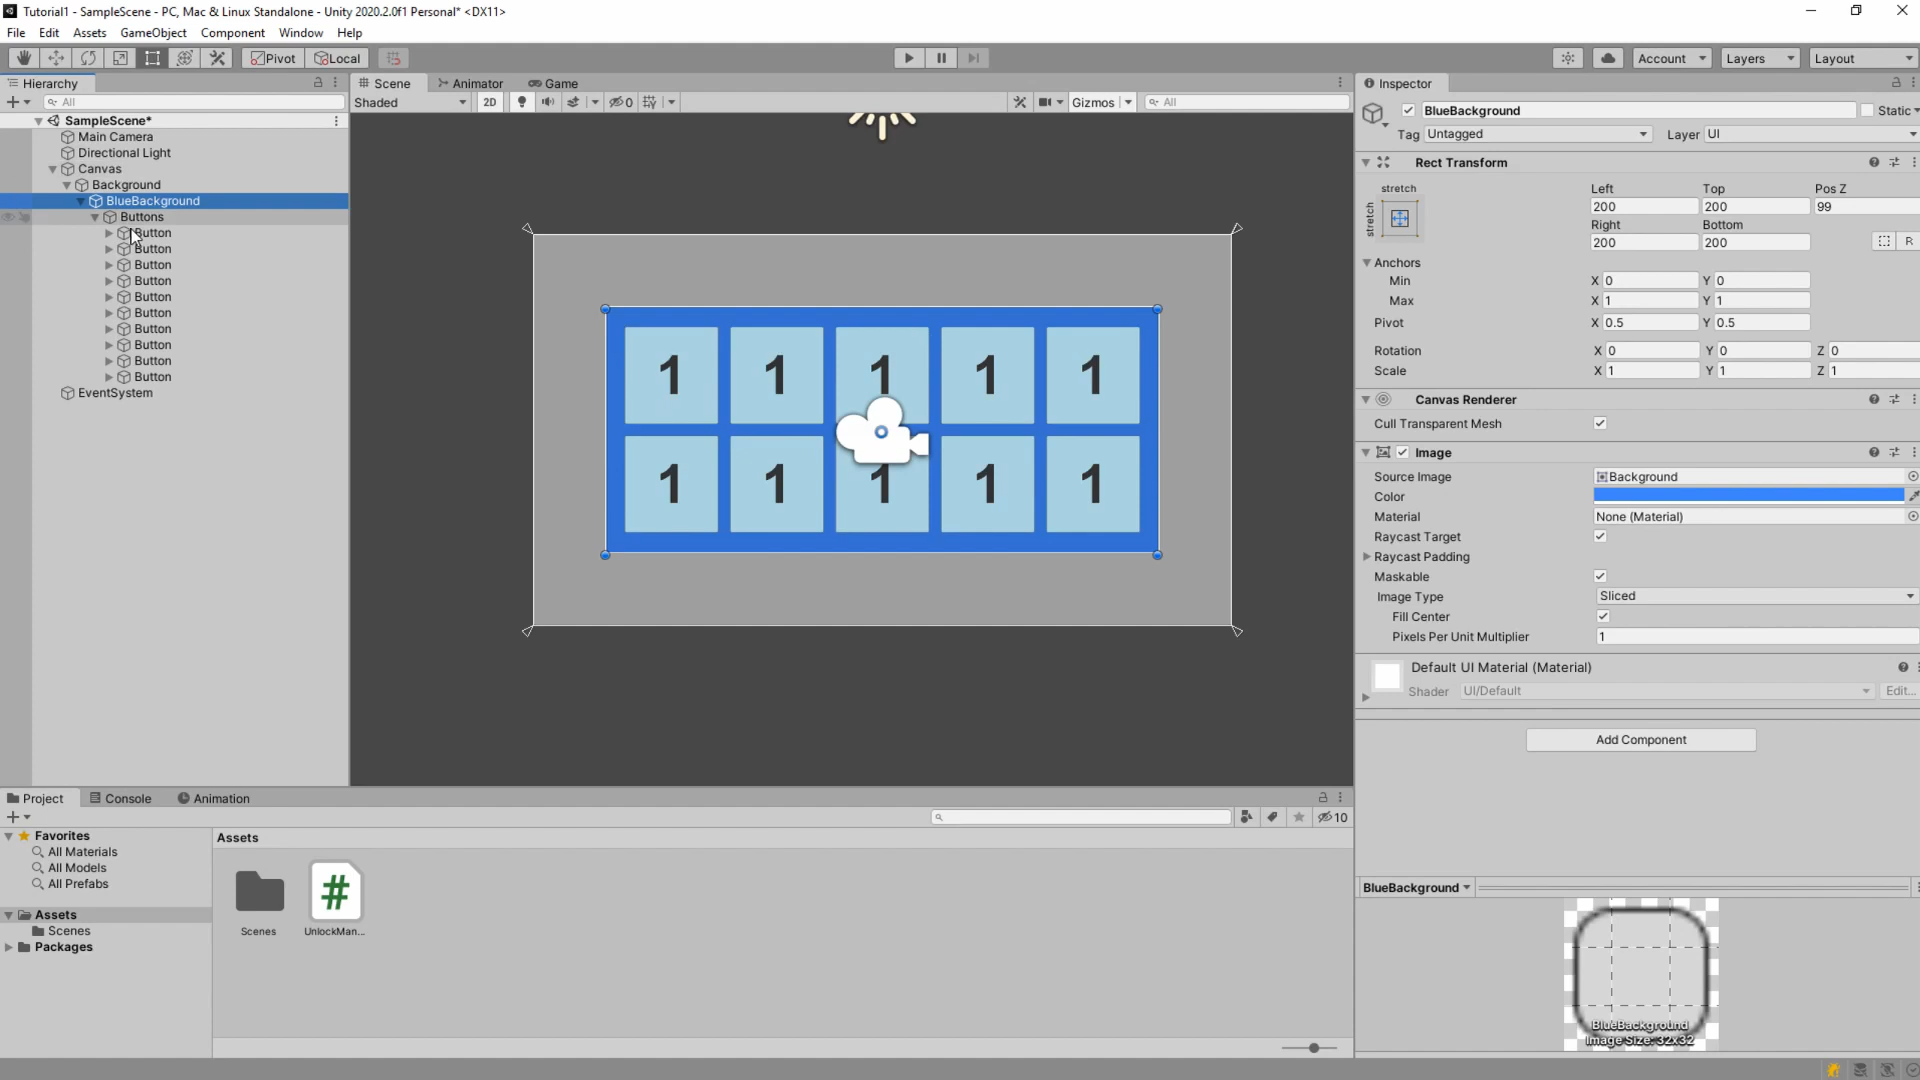 Tutorial1 - SampleScene - PC, Mac & Linux Standalone - Unity 2020.2.0f1 Personal* <DX11>
File Edit Assets GameObject Component Window Help
Pivot Local Account Layers Layout
Hierarchy
All
SampleScene*
Main Camera
Directional Light
Canvas
Background
BlueBackground
Buttons
Button
Button
Button
Button
Button
Button
Button
Button
Button
Button
EventSystem
Scene Animator Game
Shaded 2D 0 Gizmos All
1 1 1 1 1
1 1 1 1 1
Inspector
BlueBackground Static
Tag Untagged Layer UI
Rect Transform
stretch
stretch
Left Top Pos Z
200 200 99
Right Bottom
200 200 R
Anchors
Min X 0 Y 0
Max X 1 Y 1
Pivot X 0.5 Y 0.5
Rotation X 0 Y 0 Z 0
Scale X 1 Y 1 Z 1
Canvas Renderer
Cull Transparent Mesh
Image
Source Image Background
Color
Material None (Material)
Raycast Target
Raycast Padding
Maskable
Image Type Sliced
Fill Center
Pixels Per Unit Multiplier 1
Default UI Material (Material)
Shader UI/Default Edit...
Add Component
BlueBackground
BlueBackground
Image Size: 32x32
Project Console Animation
10
Favorites
All Materials
All Models
All Prefabs
Assets
Scenes
Packages
Assets
Scenes UnlockMan...